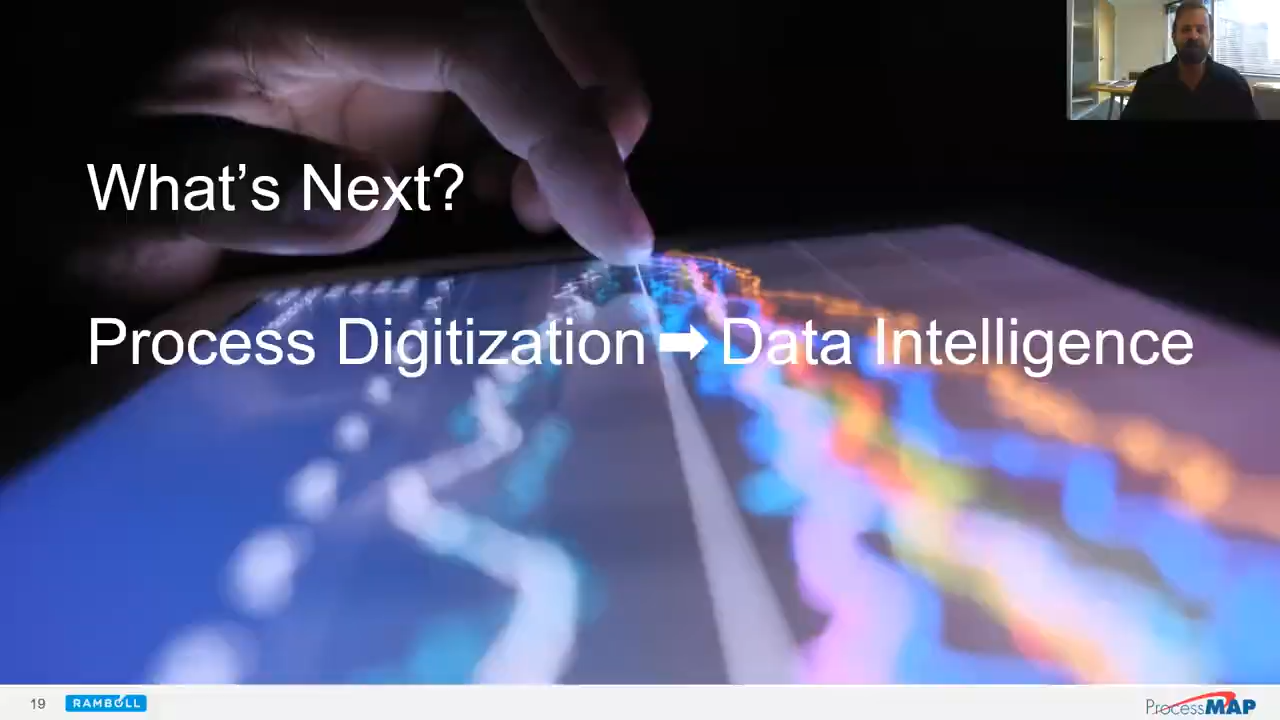 What's Next?
Process Digitization ➡ Data Intelligence
19
RAMBOLL
ProcessMAP